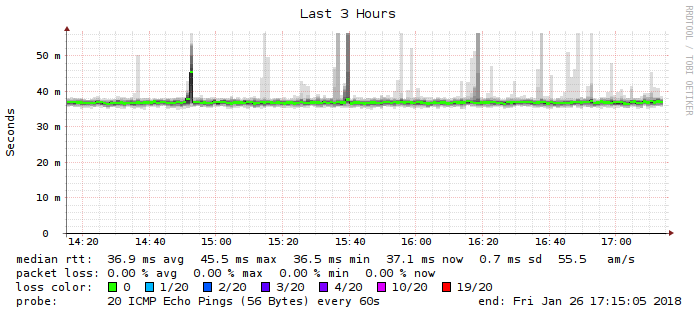 Last 3 Hours
RRDTOOL / TOBI OETIKER
Seconds
50 m
40 m
30 m
20 m
10 m
0
14:20 14:40 15:00 15:20 15:40 16:00 16:20 16:40 17:00
median rtt: 36.9 ms avg 45.5 ms max 36.5 ms min 37.1 ms now 0.7 ms sd 55.5 am/s
packet loss: 0.00 % avg 0.00 % max 0.00 % min 0.00 % now
loss color: 0 1/20 2/20 3/20 4/20 10/20 19/20
probe: 20 ICMP Echo Pings (56 Bytes) every 60s end: Fri Jan 26 17:15:05 2018